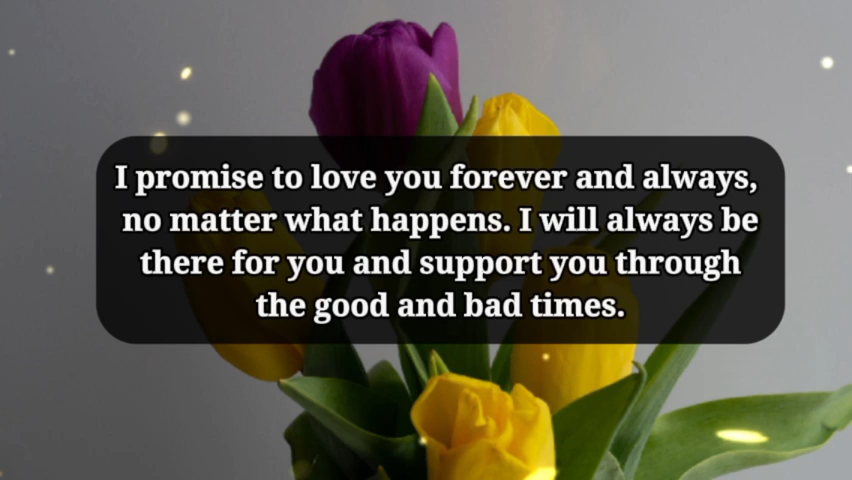 I promise to love you forever and always,
no matter what happens. I will always be
there for you and support you through
the good and bad times.